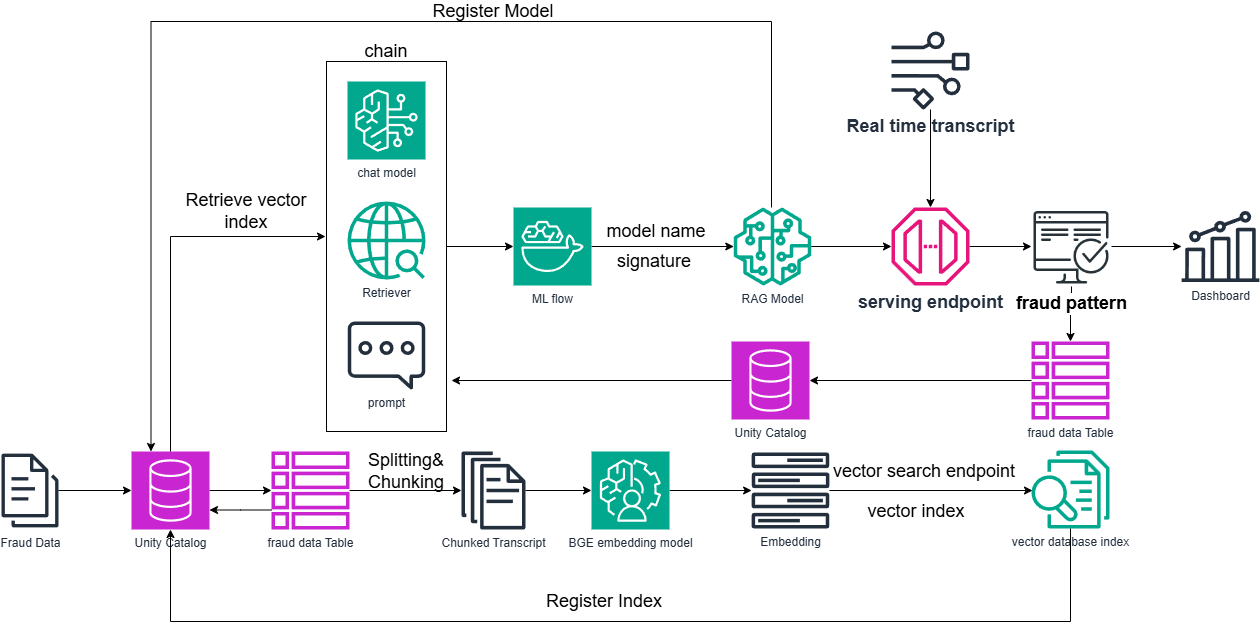 Register Model
chain
chat model
Retriever
prompt
Retrieve vector
index
ML flow
model name
signature
RAG Model
Real time transcript
serving endpoint
fraud pattern
Dashboard
Unity Catalog
fraud data Table
Fraud Data
Unity Catalog
fraud data Table
Splitting&
Chunking
Chunked Transcript
BGE embedding model
Embedding
vector search endpoint
vector index
vector database index
Register Index